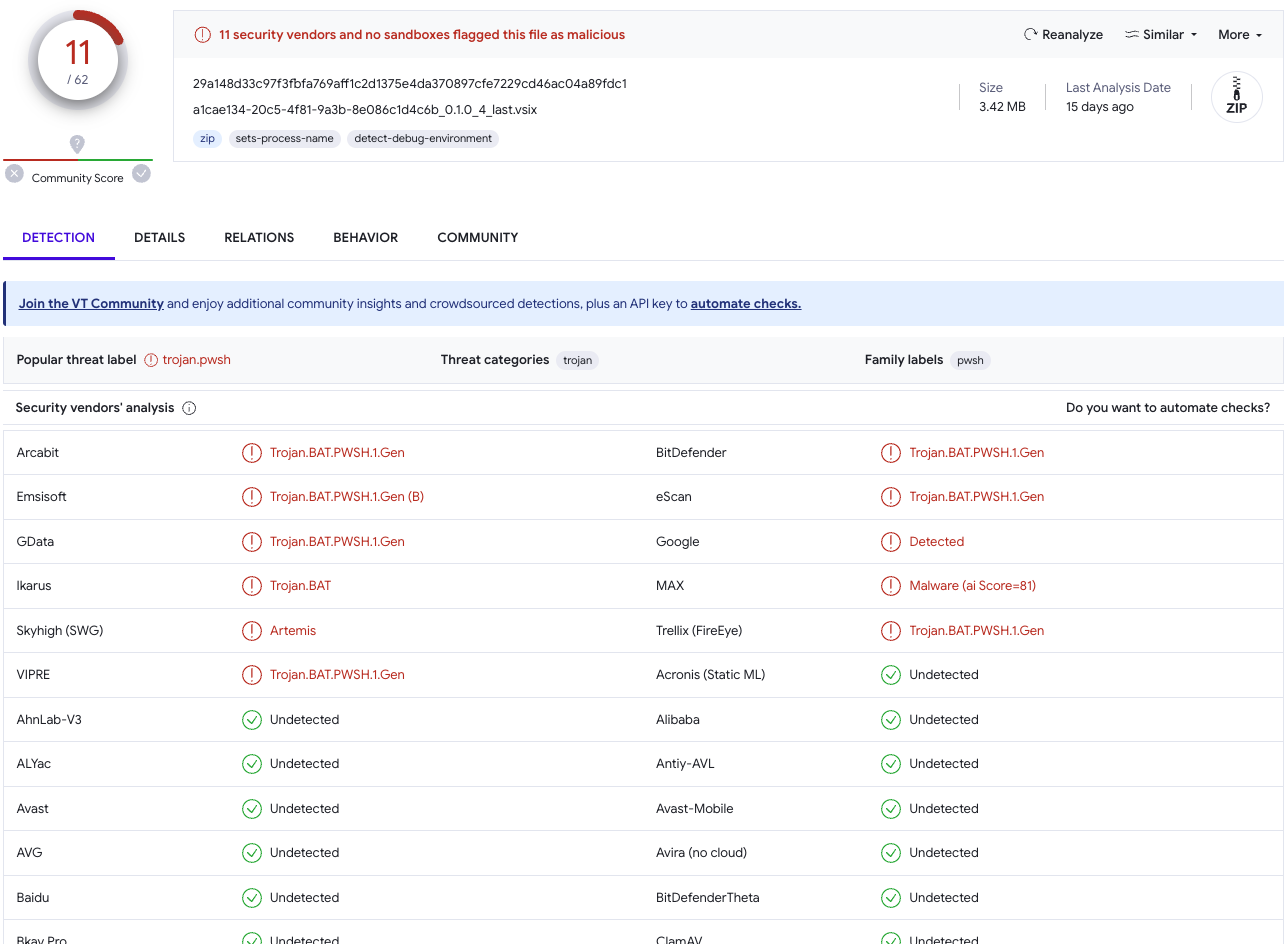 11
/ 62
Community Score
11 security vendors and no sandboxes flagged this file as malicious
Reanalyze
Similar
More
29a148d33c97f3fbfa769aff1c2d1375e4da370897cfe7229cd46ac04a89fdc1
a1cae134-20c5-4f81-9a3b-8e086c1d4c6b_0.1.0_4_last.vsix
zip
sets-process-name
detect-debug-environment
Size
3.42 MB
Last Analysis Date
15 days ago
ZIP
DETECTION
DETAILS
RELATIONS
BEHAVIOR
COMMUNITY
Join the VT Community and enjoy additional community insights and crowdsourced detections, plus an API key to automate checks.
Popular threat label trojan.pwsh
Threat categories trojan
Family labels pwsh
Security vendors' analysis
Do you want to automate checks?
Arcabit Trojan.BAT.PWSH.1.Gen BitDefender Trojan.BAT.PWSH.1.Gen
Emsisoft Trojan.BAT.PWSH.1.Gen (B) eScan Trojan.BAT.PWSH.1.Gen
GData Trojan.BAT.PWSH.1.Gen Google Detected
Ikarus Trojan.BAT MAX Malware (ai Score=81)
Skyhigh (SWG) Artemis Trellix (FireEye) Trojan.BAT.PWSH.1.Gen
VIPRE Trojan.BAT.PWSH.1.Gen Acronis (Static ML) Undetected
AhnLab-V3 Undetected Alibaba Undetected
ALYac Undetected Antiy-AVL Undetected
Avast Undetected Avast-Mobile Undetected
AVG Undetected Avira (no cloud) Undetected
Baidu Undetected BitDefenderTheta Undetected
Bkav Pro Undetected ClamAV Undetected